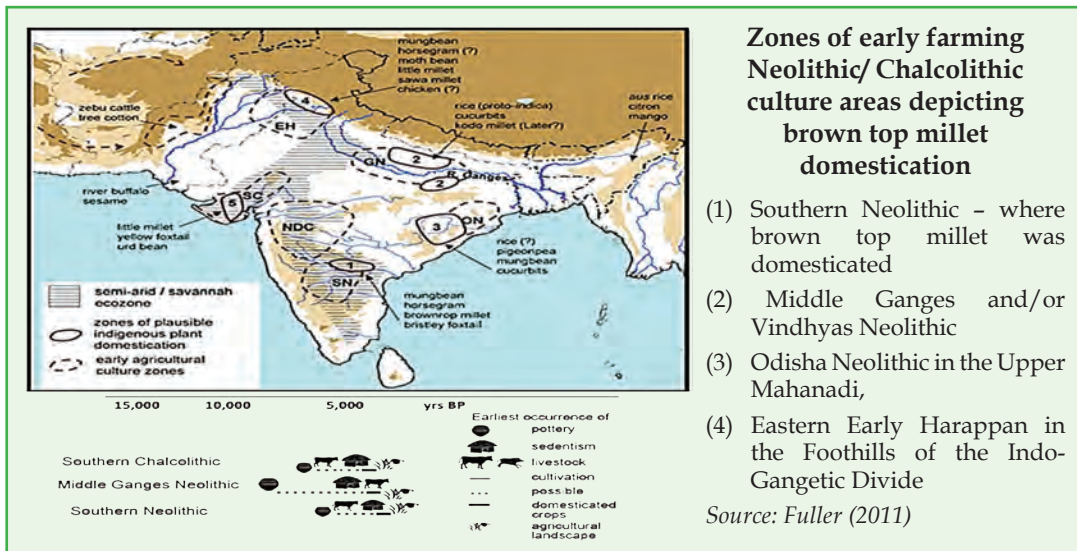 mungbean
horsegram (?)
moth bean
little millet
sawa millet
chicken (?)
zebu cattle
tree cotton
4
EH
rice (proto-indica)
cucurbits
kodo millet (Later?)
aus rice
citron
mango
GN
2
R. Ganges
2
river buffalo
sesame
SC
5
little millet
yellow foxtail
urd bean
NDC
3
ON
rice (?)
pigeonpea
mungbean
cucurbits
SN
mungbean
horsegram
brownrop millet
bristley foxtail
semi-arid / savannah
ecozone
zones of plausible
indigenous plant
domestication
early agricultural
culture zones
15,000 10,000 5,000 yrs BP
Earliest occurrence of
pottery
sedentism
livestock
cultivation
possible
domesticated
crops
agricultural
landscape
Southern Chalcolithic
Middle Ganges Neolithic
Southern Neolithic
Zones of early farming
Neolithic/ Chalcolithic
culture areas depicting
brown top millet
domestication
(1) Southern Neolithic – where
brown top millet was
domesticated
(2) Middle Ganges and/or
Vindhyas Neolithic
(3) Odisha Neolithic in the Upper
Mahanadi,
(4) Eastern Early Harappan in
the Foothills of the Indo-
Gangetic Divide
Source: Fuller (2011)